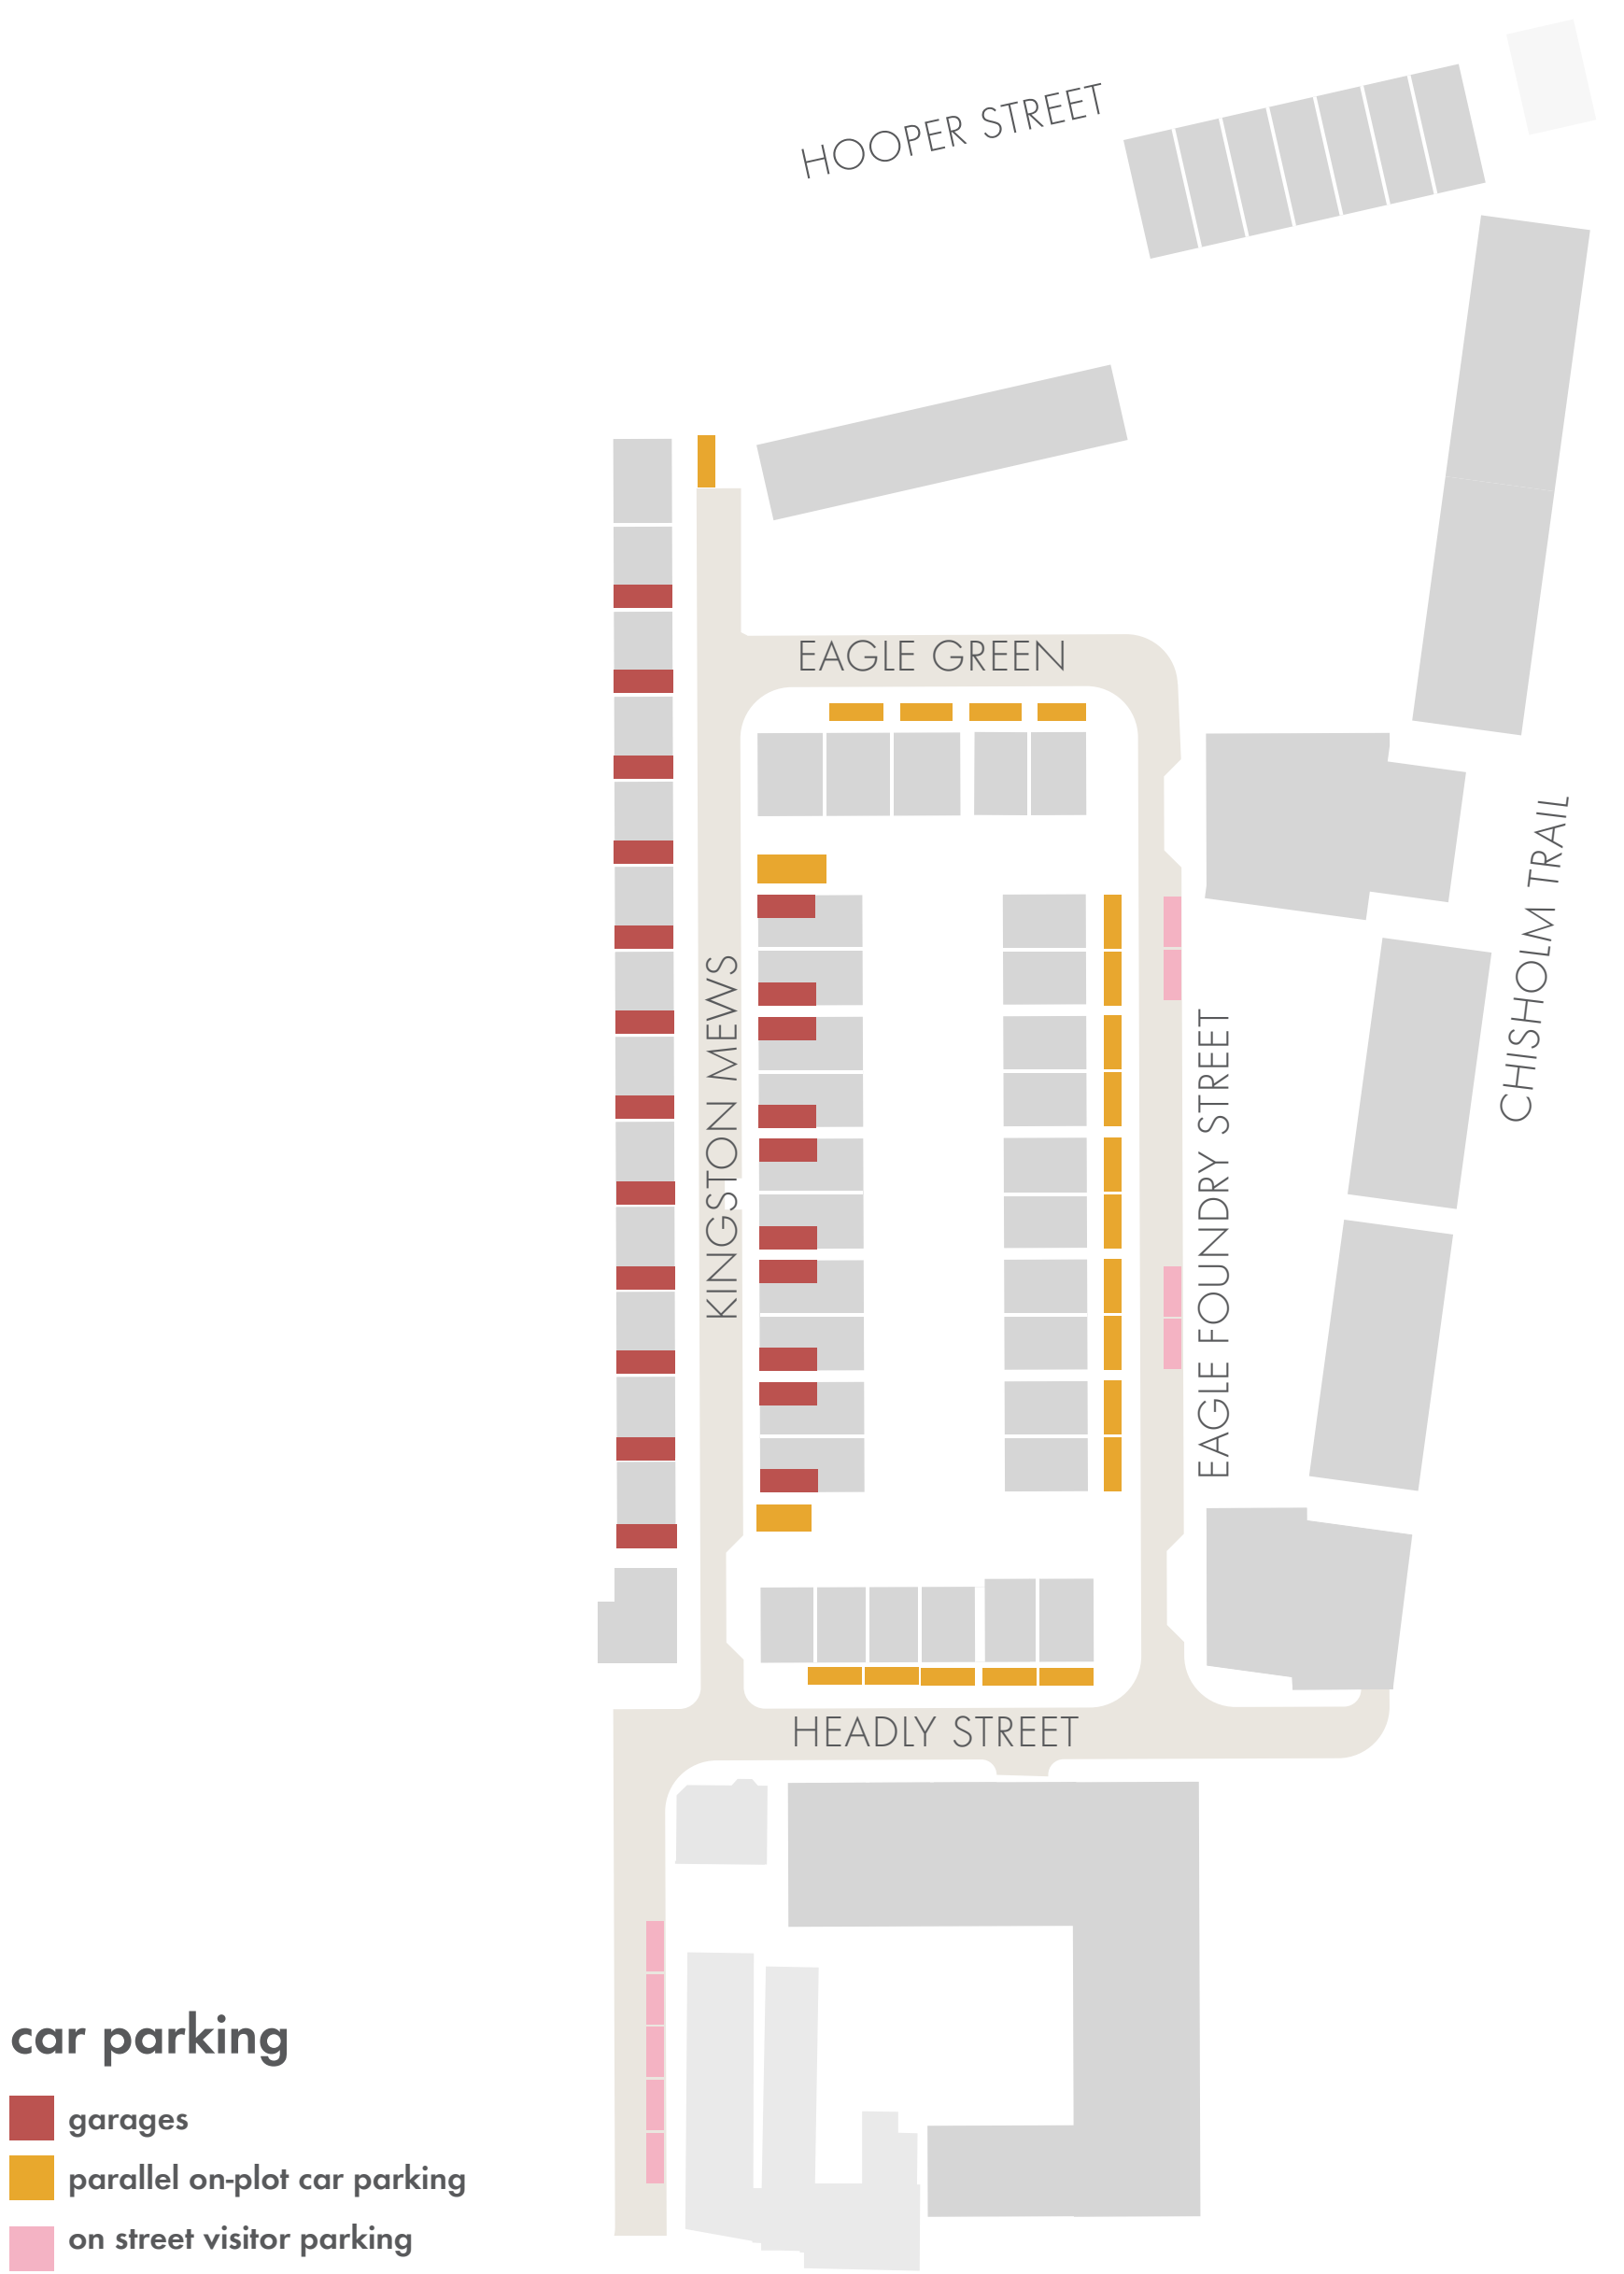 HOOPER STREET
EAGLE GREEN
CHISHOLM TRAIL
KINGSTON MEWS
EAGLE FOUNDRY STREET
HEADLY STREET
car parking
garages
parallel on-plot car parking
on street visitor parking